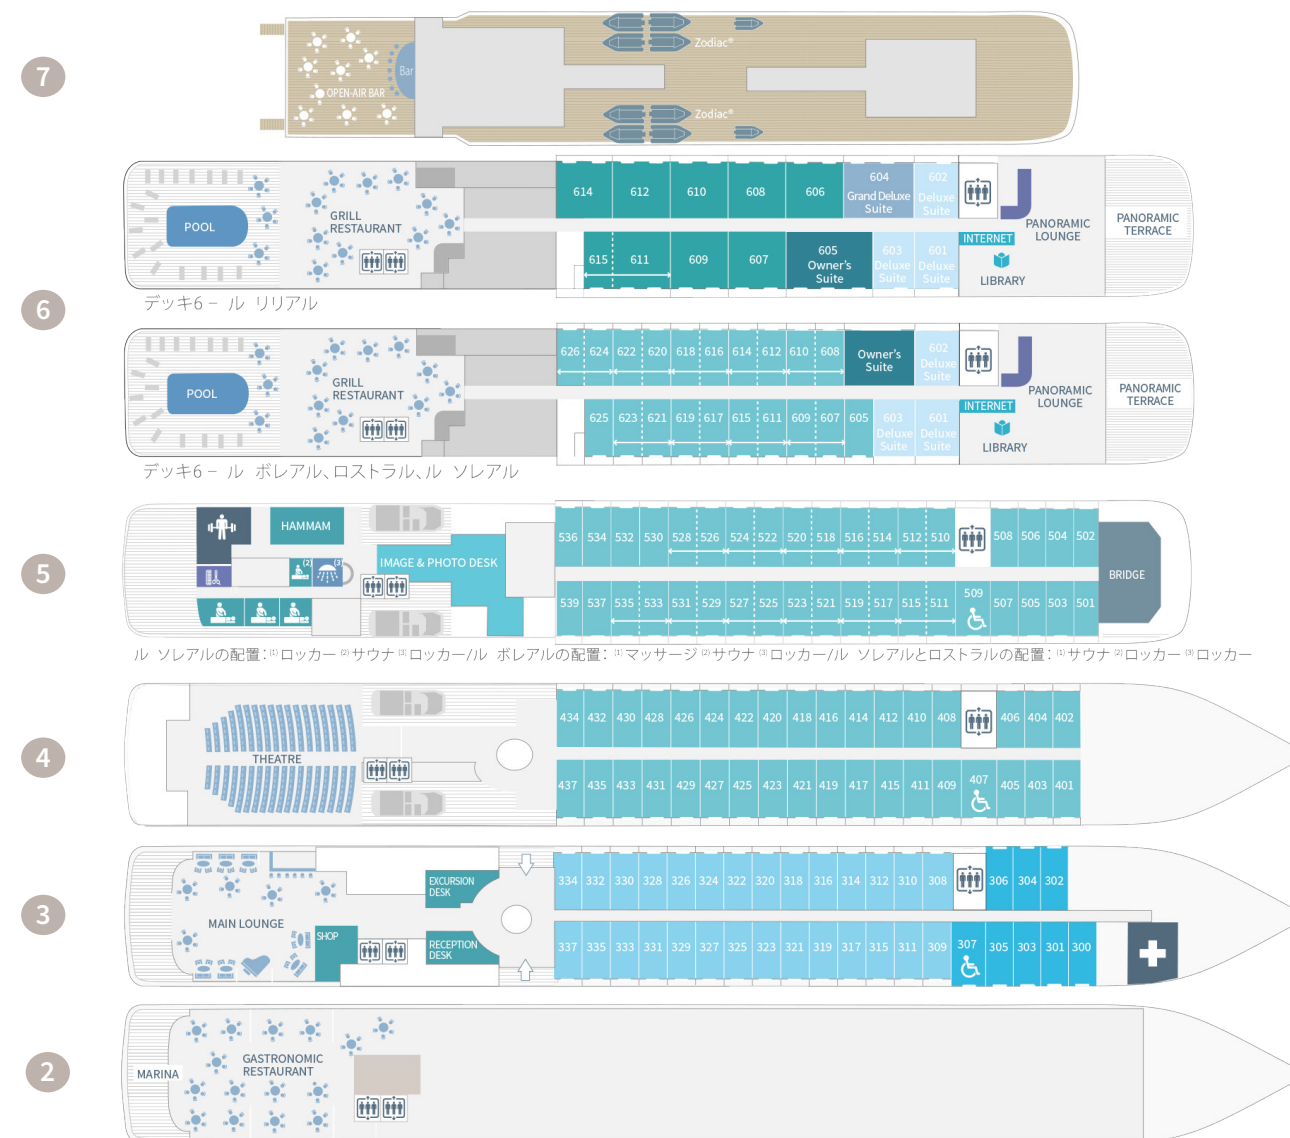 7
Zodiac®
Bar
OPEN-AIR BAR
Zodiac®
6
614 612 610 608 606 604 Grand Deluxe Suite 602 Deluxe Suite
POOL
GRILL RESTAURANT
PANORAMIC LOUNGE
PANORAMIC TERRACE
615 611 609 607 605 Owner's Suite 603 Deluxe Suite 601 Deluxe Suite
INTERNET
LIBRARY
デッキ6 – ル リリアル
626 624 622 620 618 616 614 612 610 608 Owner's Suite 602 Deluxe Suite
POOL
GRILL RESTAURANT
PANORAMIC LOUNGE
PANORAMIC TERRACE
625 623 621 619 617 615 611 609 607 605 603 Deluxe Suite 601 Deluxe Suite
INTERNET
LIBRARY
デッキ6 – ル ボレアル、ロストラル、ル ソレアル
5
HAMMAM
536 534 532 530 528 526 524 522 520 518 516 514 512 510 508 506 504 502
(2) (3)
IMAGE & PHOTO DESK
BRIDGE
539 537 535 533 531 529 527 525 523 521 519 517 515 511 509 507 505 503 501
ル ソレアルの配置：⁽¹⁾ロッカー ⁽²⁾サウナ ⁽³⁾ロッカー/ル ボレアルの配置：⁽¹⁾マッサージ ⁽²⁾サウナ ⁽³⁾ロッカー/ル ソレアルとロストラルの配置：⁽¹⁾サウナ ⁽²⁾ロッカー ⁽³⁾ロッカー
4
434 432 430 428 426 424 422 420 418 416 414 412 410 408 406 404 402
THEATRE
437 435 433 431 429 427 425 423 421 419 417 415 411 409 407 405 403 401
3
EXCURSION DESK
334 332 330 328 326 324 322 320 318 316 314 312 310 308 306 304 302
MAIN LOUNGE
SHOP
RECEPTION DESK
337 335 333 331 329 327 325 323 321 319 317 315 311 309 307 305 303 301 300
2
MARINA
GASTRONOMIC RESTAURANT